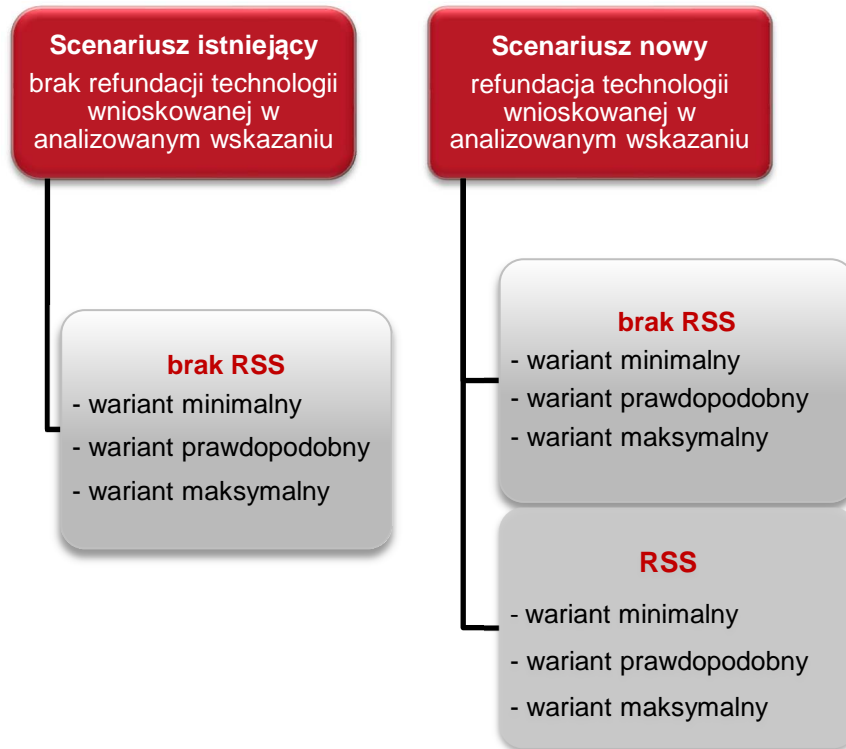 Scenariusz istniejący
brak refundacji technologii
wnioskowanej w
analizowanym wskazaniu
brak RSS
- wariant minimalny
- wariant prawdopodobny
- wariant maksymalny
Scenariusz nowy
refundacja technologii
wnioskowanej w
analizowanym wskazaniu
brak RSS
- wariant minimalny
- wariant prawdopodobny
- wariant maksymalny
RSS
- wariant minimalny
- wariant prawdopodobny
- wariant maksymalny